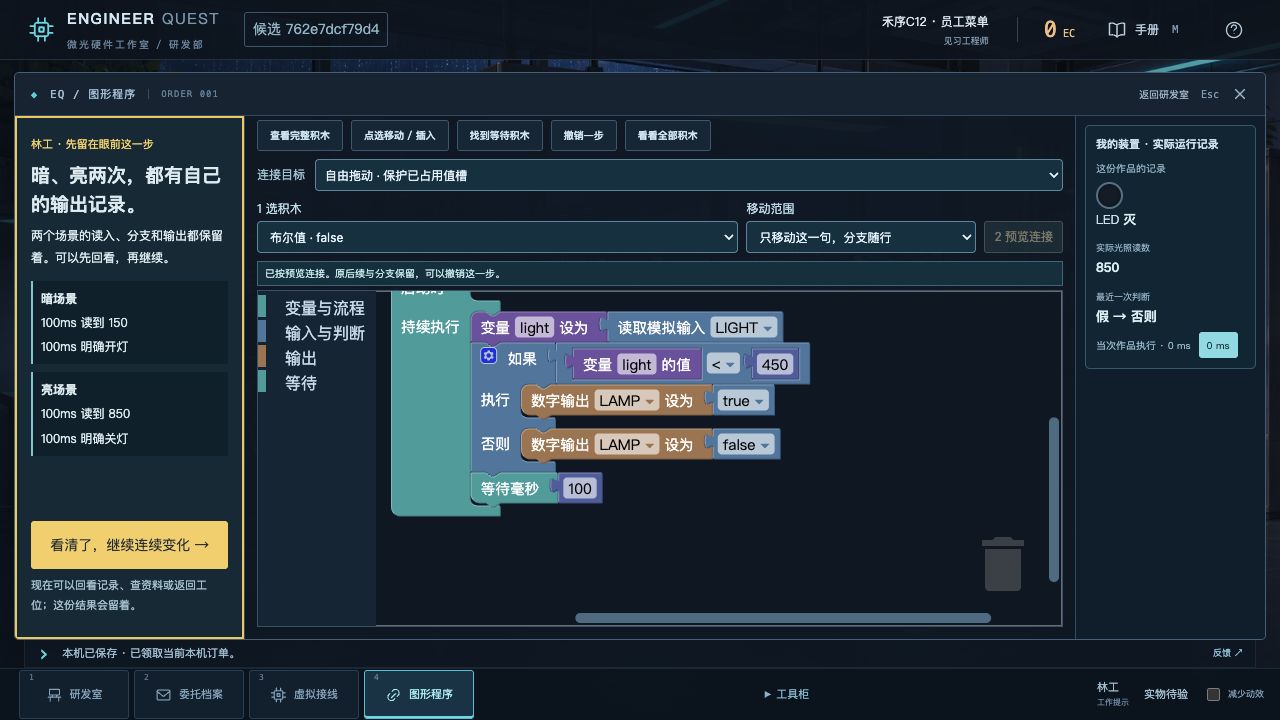 ENGINEER QUEST
微光硬件工作室 / 研发部
候选 762e7dcf79d4
禾序C12 · 员工菜单
见习工程师
0 EC
手册 M
EQ / 图形程序
ORDER 001
返回研发室 Esc
林工 · 先留在眼前这一步
暗、亮两次，都有自己
的输出记录。
两个场景的读入、分支和输出都保留
着。可以先回看，再继续。
暗场景
100ms 读到 150
100ms 明确开灯
亮场景
100ms 读到 850
100ms 明确关灯
看清了，继续连续变化 →
现在可以回看记录、查资料或返回工
位；这份结果会留着。
查看完整积木
点选移动 / 插入
找到等待积木
撤销一步
看看全部积木
连接目标
自由拖动 · 保护已占用值槽
1 选积木
移动范围
布尔值 · false
只移动这一句，分支随行
2 预览连接
已按预览连接。原后续与分支保留，可以撤销这一步。
变量与流程
输入与判断
输出
等待
持续执行
变量 light 设为 读取模拟输入 LIGHT
如果 变量 light 的值 < 450
执行 数字输出 LAMP 设为 true
否则 数字输出 LAMP 设为 false
等待毫秒 100
我的装置 · 实际运行记录
这份作品的记录
LED 灭
实际光照读数
850
最近一次判断
假 → 否则
当次作品执行 · 0 ms
0 ms
本机已保存 · 已领取当前本机订单。
反馈 ↗
1 研发室
2 委托档案
3 虚拟接线
4 图形程序
工具柜
林工
工作提示
实物待验
减少动效